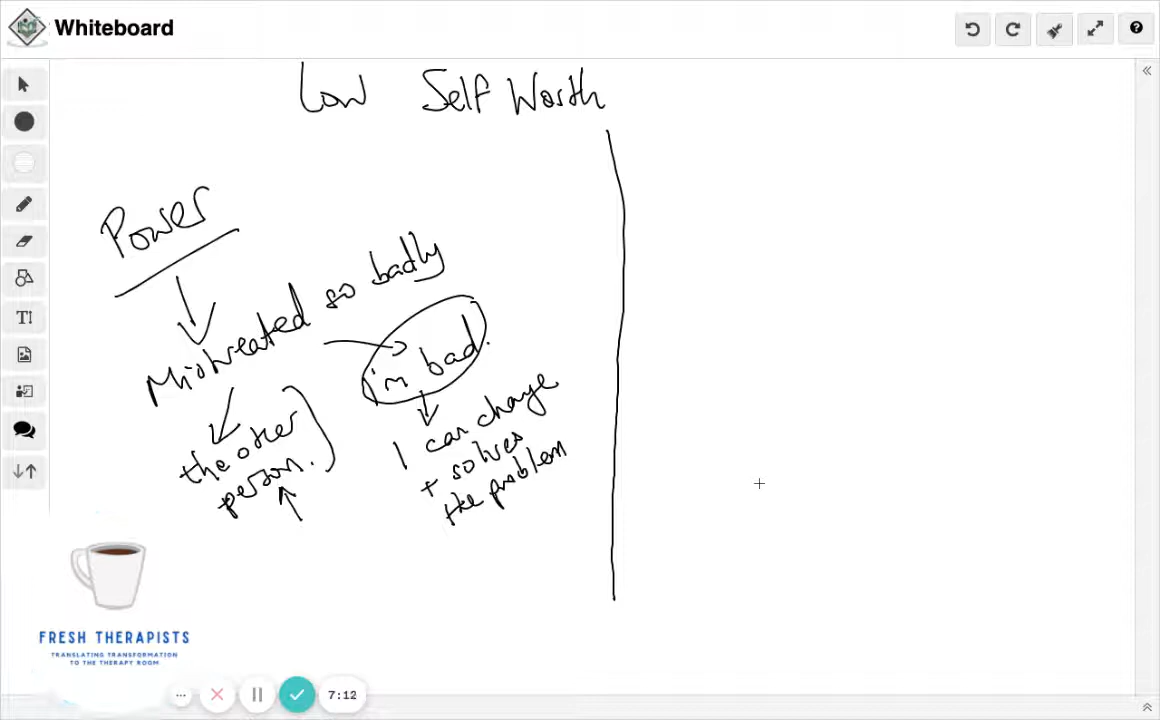 Whiteboard
Low Self Worth
Power
Mistreated so badly
i'm bad.
the other
person.
I can change
+ solves
the problem
FRESH THERAPISTS
TRANSLATING TRANSFORMATION
TO THE THERAPY ROOM
7:12